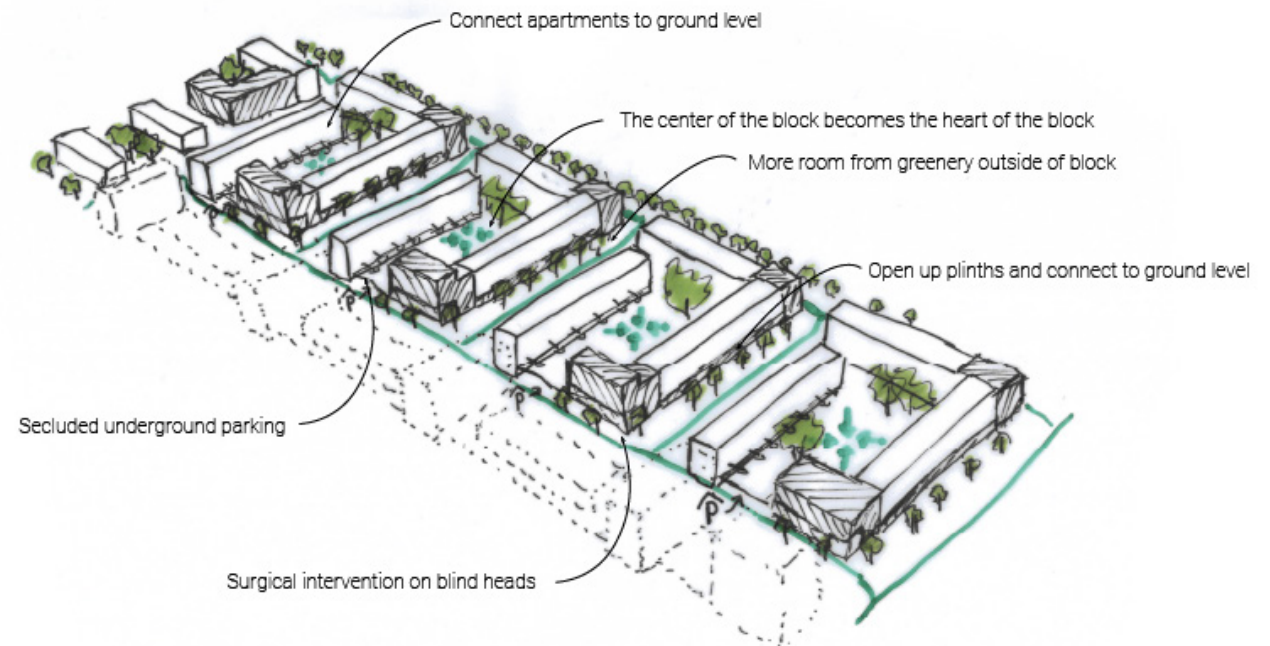 Connect apartments to ground level
The center of the block becomes the heart of the block
More room from greenery outside of block
Open up plinths and connect to ground level
P
P
Secluded underground parking
P
P
Surgical intervention on blind heads